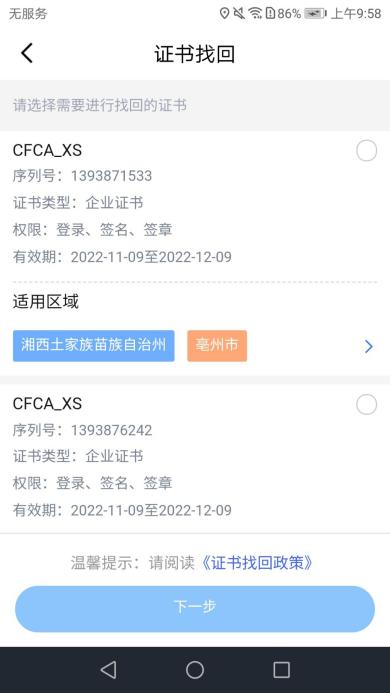 无服务
86%
上午9:58
证书找回
请选择需要进行找回的证书
CFCA_XS
序列号：1393871533
证书类型：企业证书
权限：登录、签名、签章
有效期：2022-11-09至2022-12-09
适用区域
湘西土家族苗族自治州
亳州市
CFCA_XS
序列号：1393876242
证书类型：企业证书
权限：登录、签名、签章
有效期：2022-11-09至2022-12-09
温馨提示：请阅读《证书找回政策》
下一步